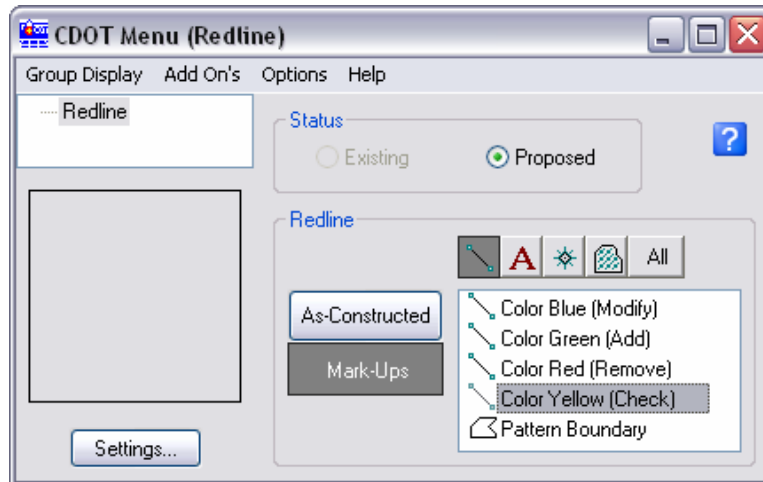 CDOT Menu (Redline)
Group Display Add On's Options Help
Redline
Status
Existing Proposed
?
Redline
A All
As-Constructed
Mark-Ups
Color Blue (Modify)
Color Green (Add)
Color Red (Remove)
Color Yellow (Check)
Pattern Boundary
Settings...